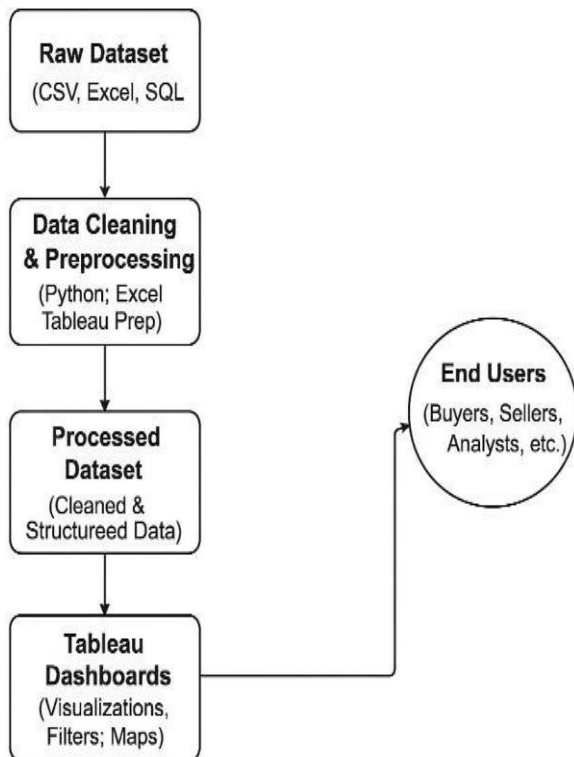 Raw Dataset
(CSV, Excel, SQL
Data Cleaning
& Preprocessing
(Python; Excel
Tableau Prep)
Processed
Dataset
(Cleaned &
Structureed Data)
Tableau
Dashboards
(Visualizations,
Filters; Maps)
End Users
(Buyers, Sellers,
Analysts, etc.)